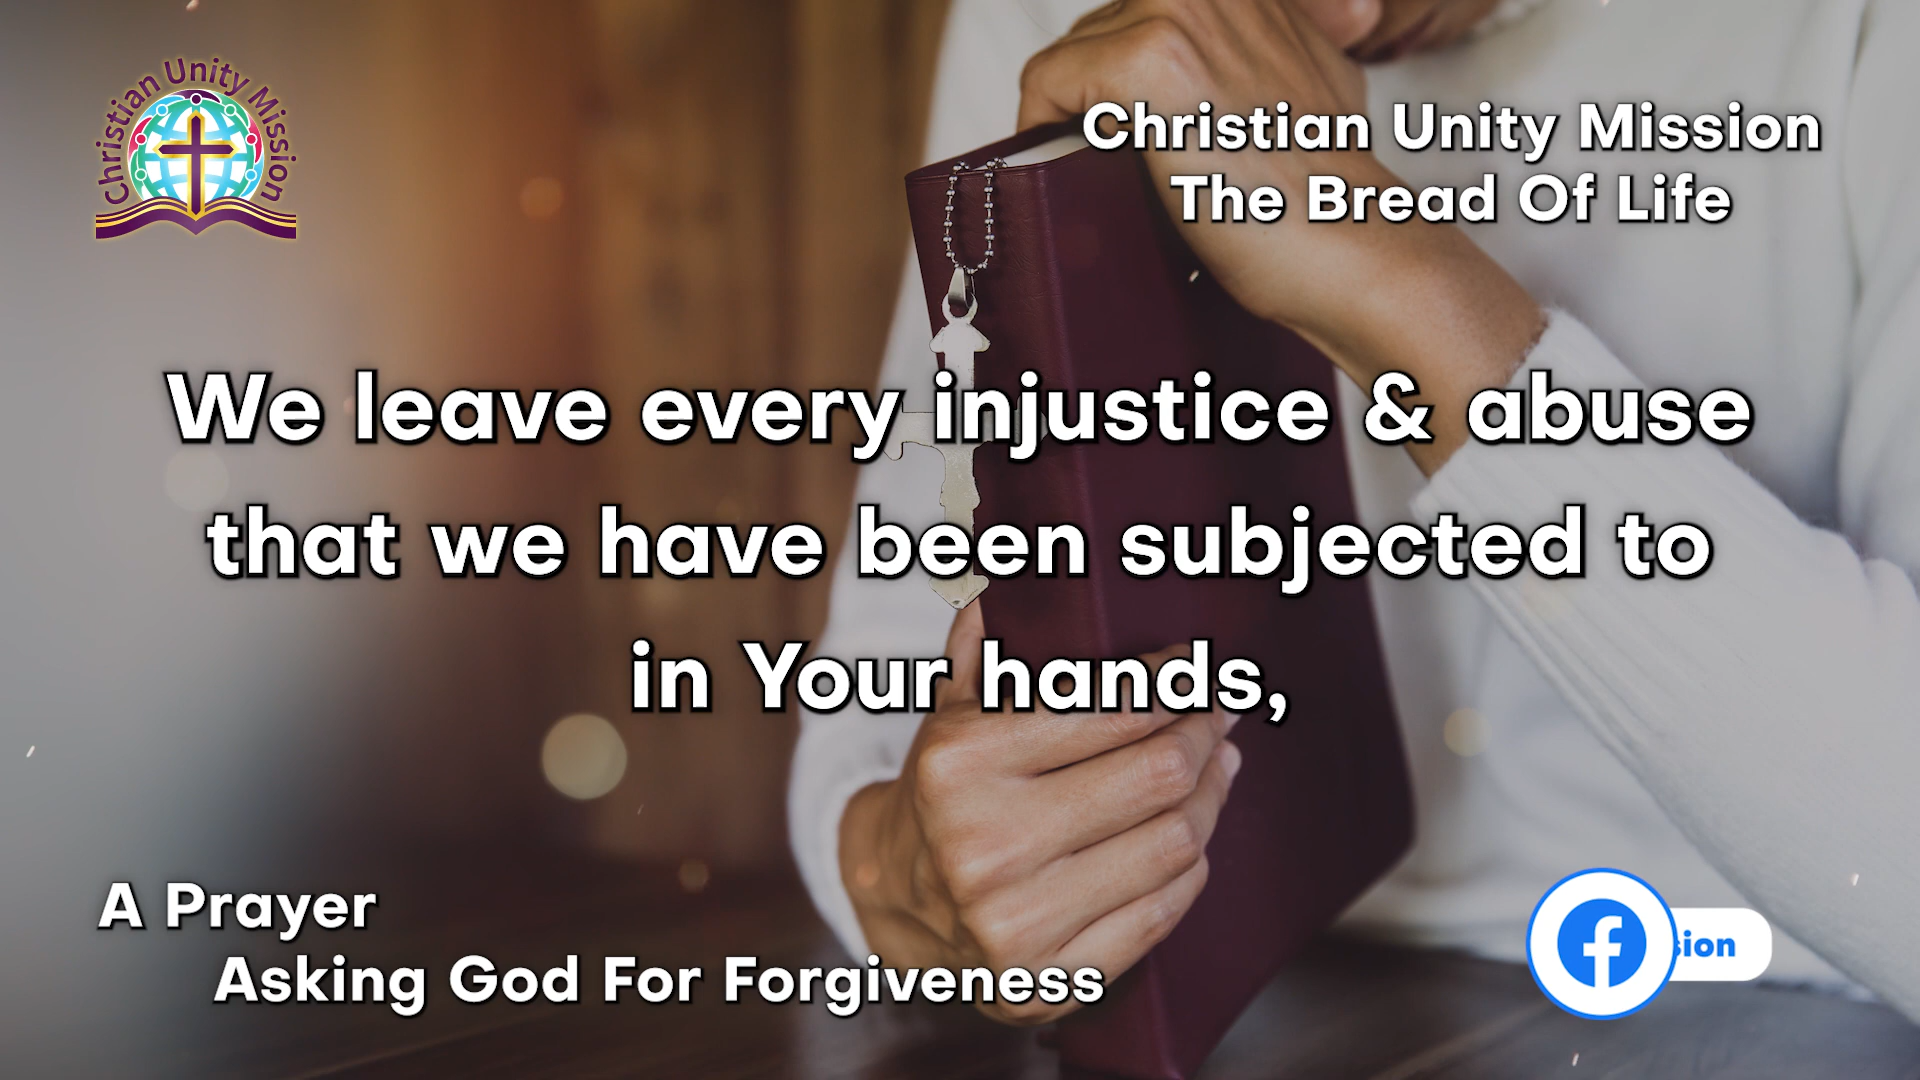 Christian Unity Mission
Christian Unity Mission
The Bread Of Life
We leave every injustice & abuse
that we have been subjected to
in Your hands,
A Prayer
Asking God For Forgiveness